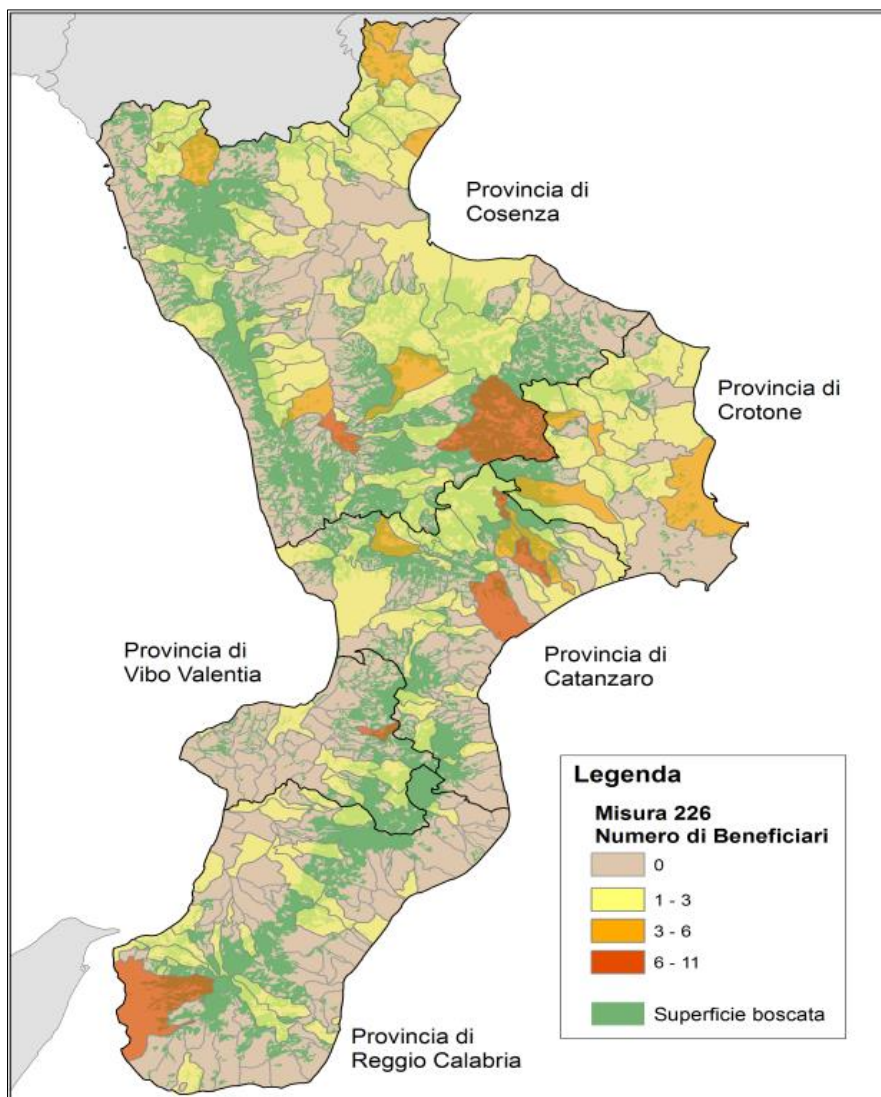 Provincia di
Cosenza
Provincia di
Crotone
Provincia di
Vibo Valentia
Provincia di
Catanzaro
Provincia di
Reggio Calabria
Legenda
Misura 226
Numero di Beneficiari
0
1 - 3
3 - 6
6 - 11
Superficie boscata